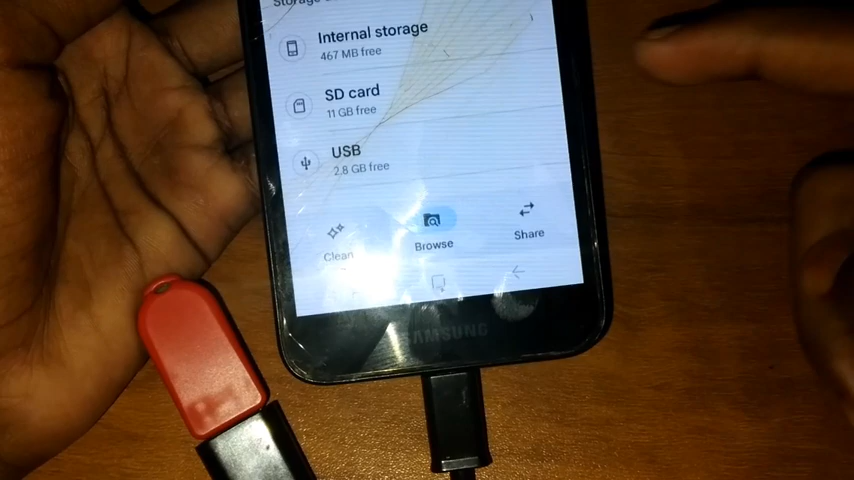 Storage
Internal storage
467 MB free
SD card
11 GB free
USB
2.8 GB free
Clean
Browse
Share
SAMSUNG